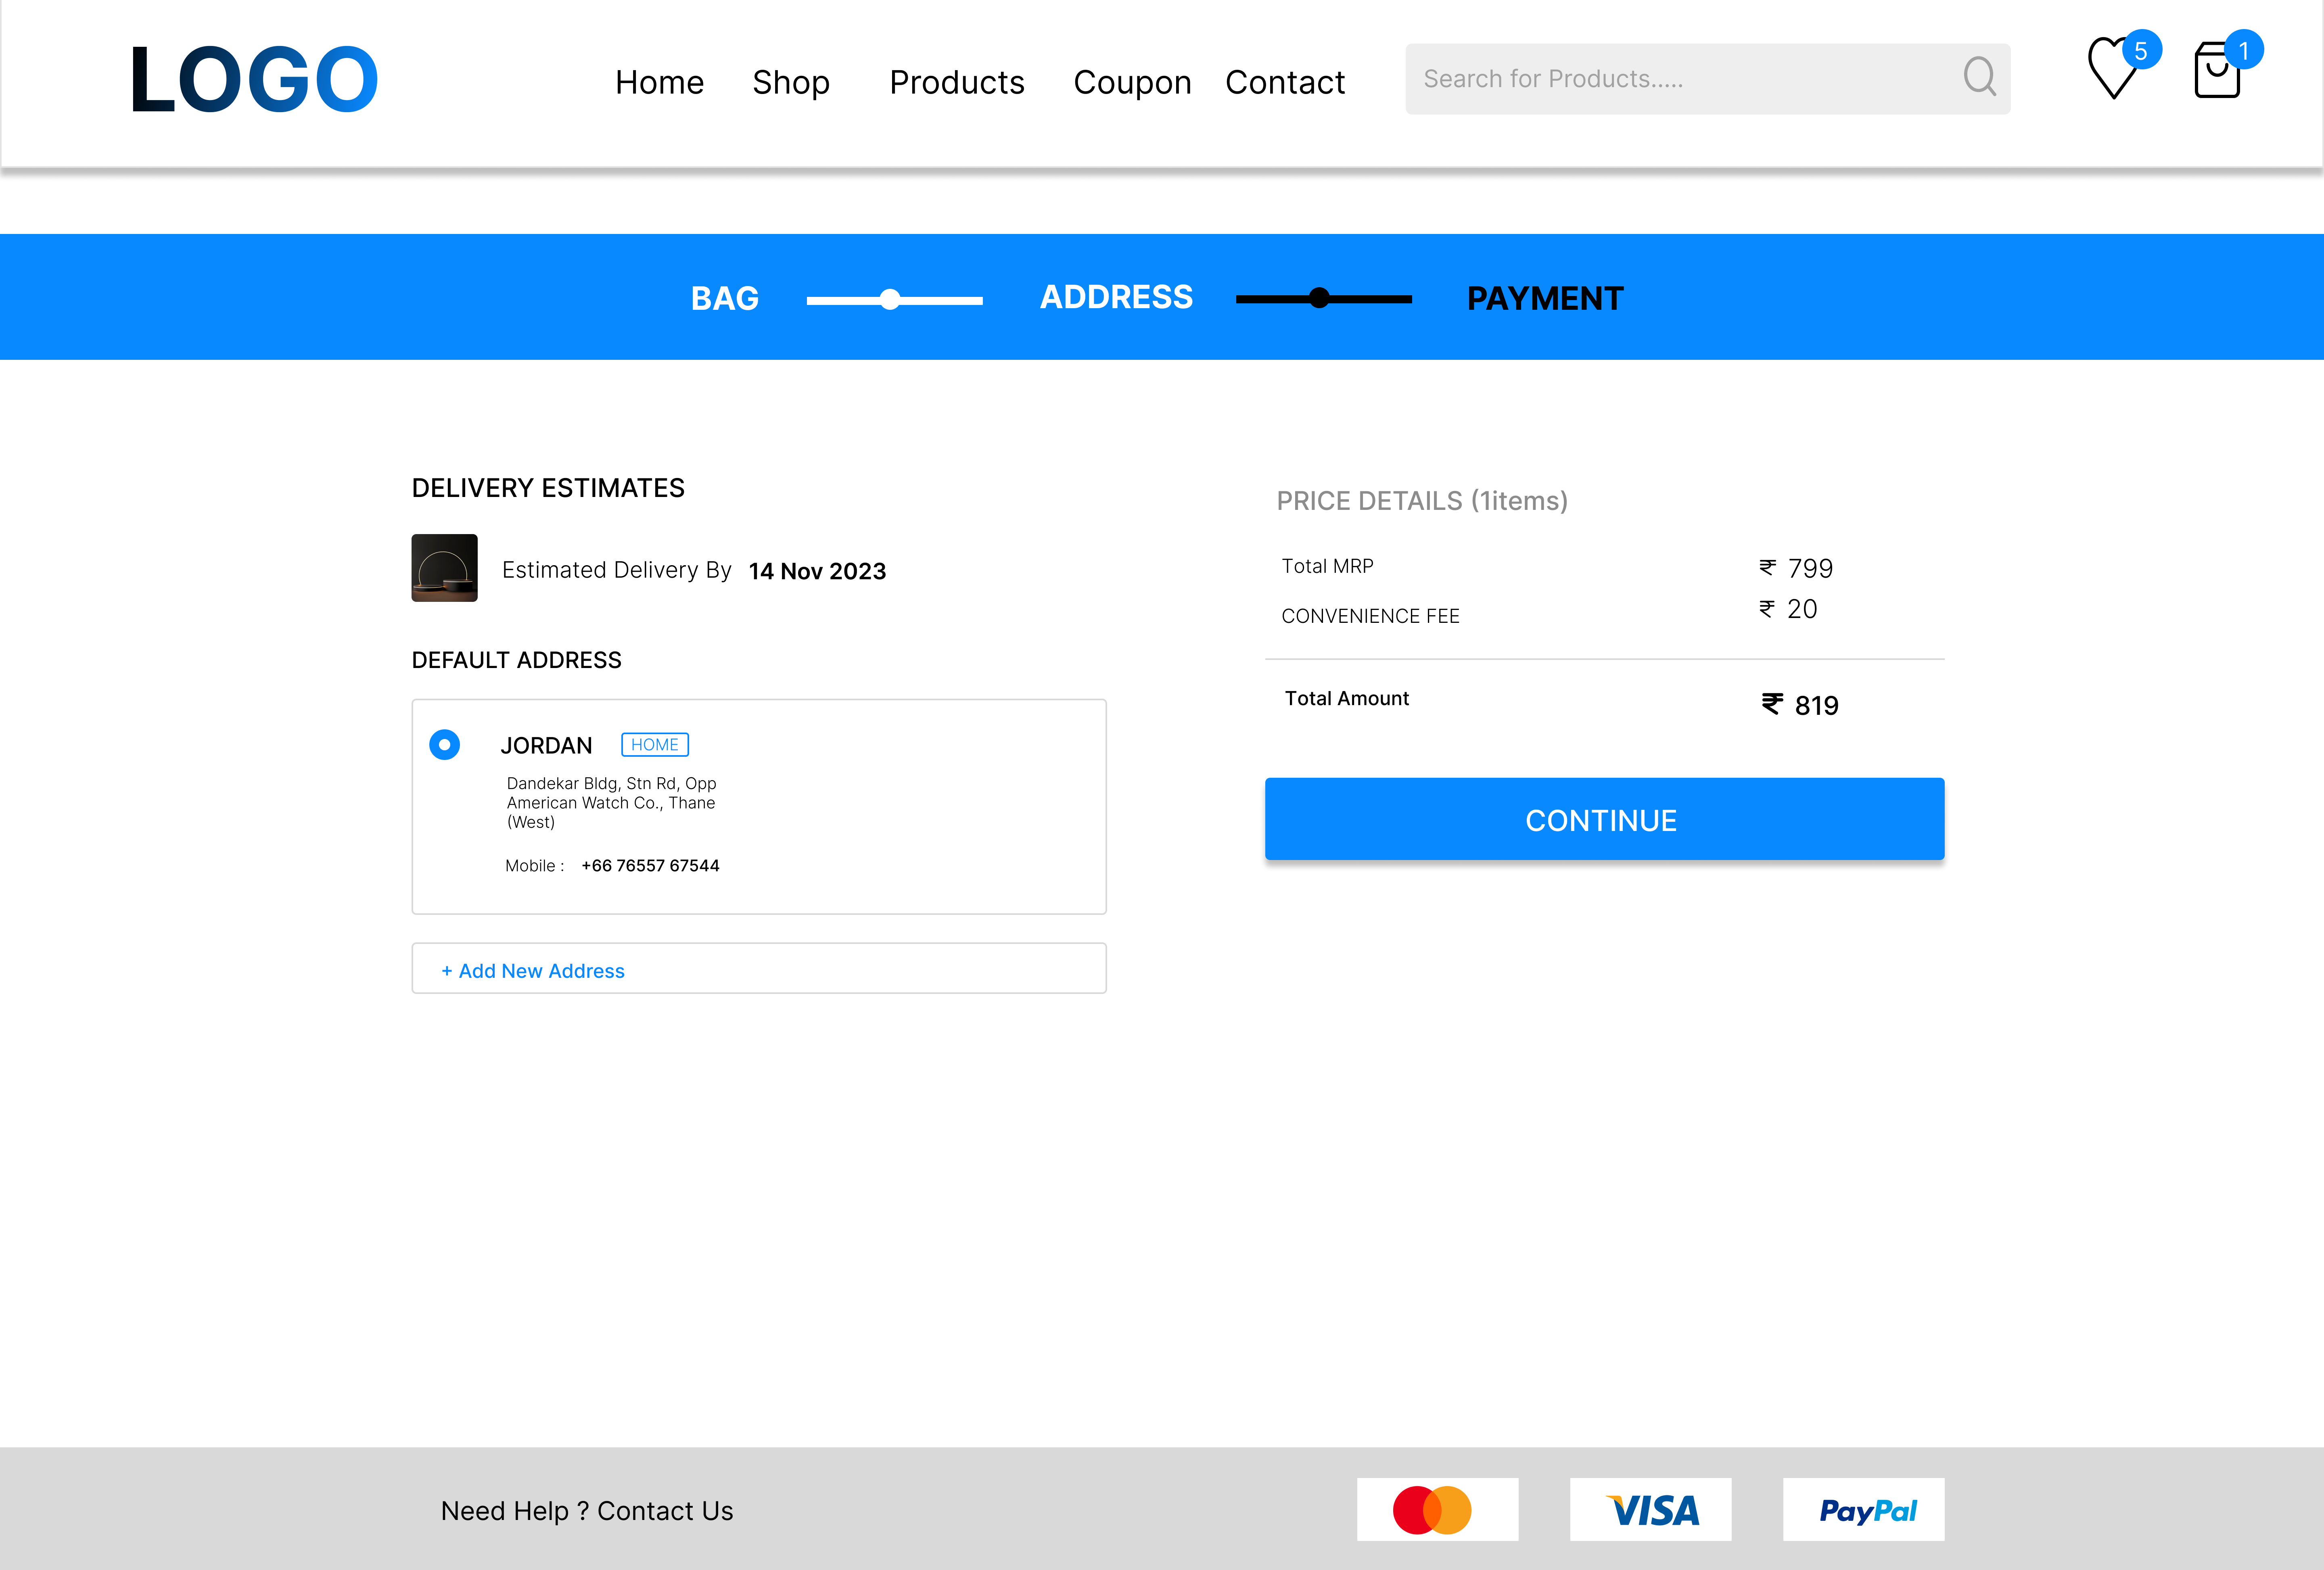 LOGO
Home Shop Products Coupon Contact
Search for Products.....
5
1
BAG ADDRESS PAYMENT
DELIVERY ESTIMATES
Estimated Delivery By 14 Nov 2023
DEFAULT ADDRESS
JORDAN HOME
Dandekar Bldg, Stn Rd, Opp
American Watch Co., Thane
(West)
Mobile : +66 76557 67544
+ Add New Address
PRICE DETAILS (1items)
Total MRP ₹ 799
CONVENIENCE FEE ₹ 20
Total Amount ₹ 819
CONTINUE
Need Help ? Contact Us
VISA
PayPal